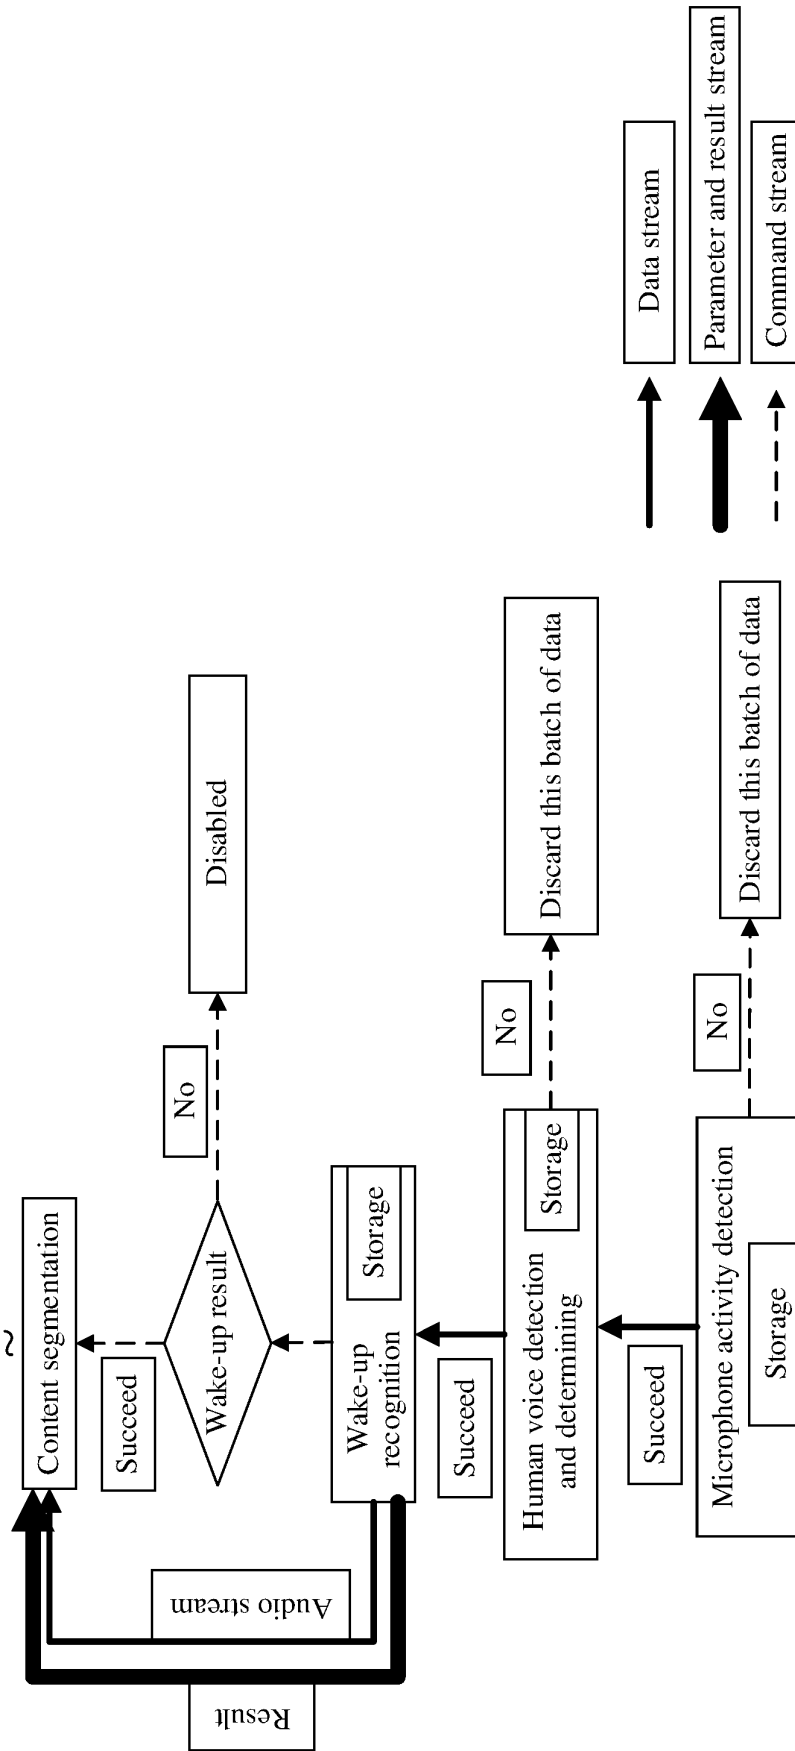 Content segmentation
Succeed
Wake-up result
No
Disabled
Audio stream
Result
Wake-up
recognition
Storage
Succeed
Human voice detection
and determining
Storage
No
Discard this batch of data
Succeed
Microphone activity detection
Storage
No
Discard this batch of data
Data stream
Parameter and result stream
Command stream